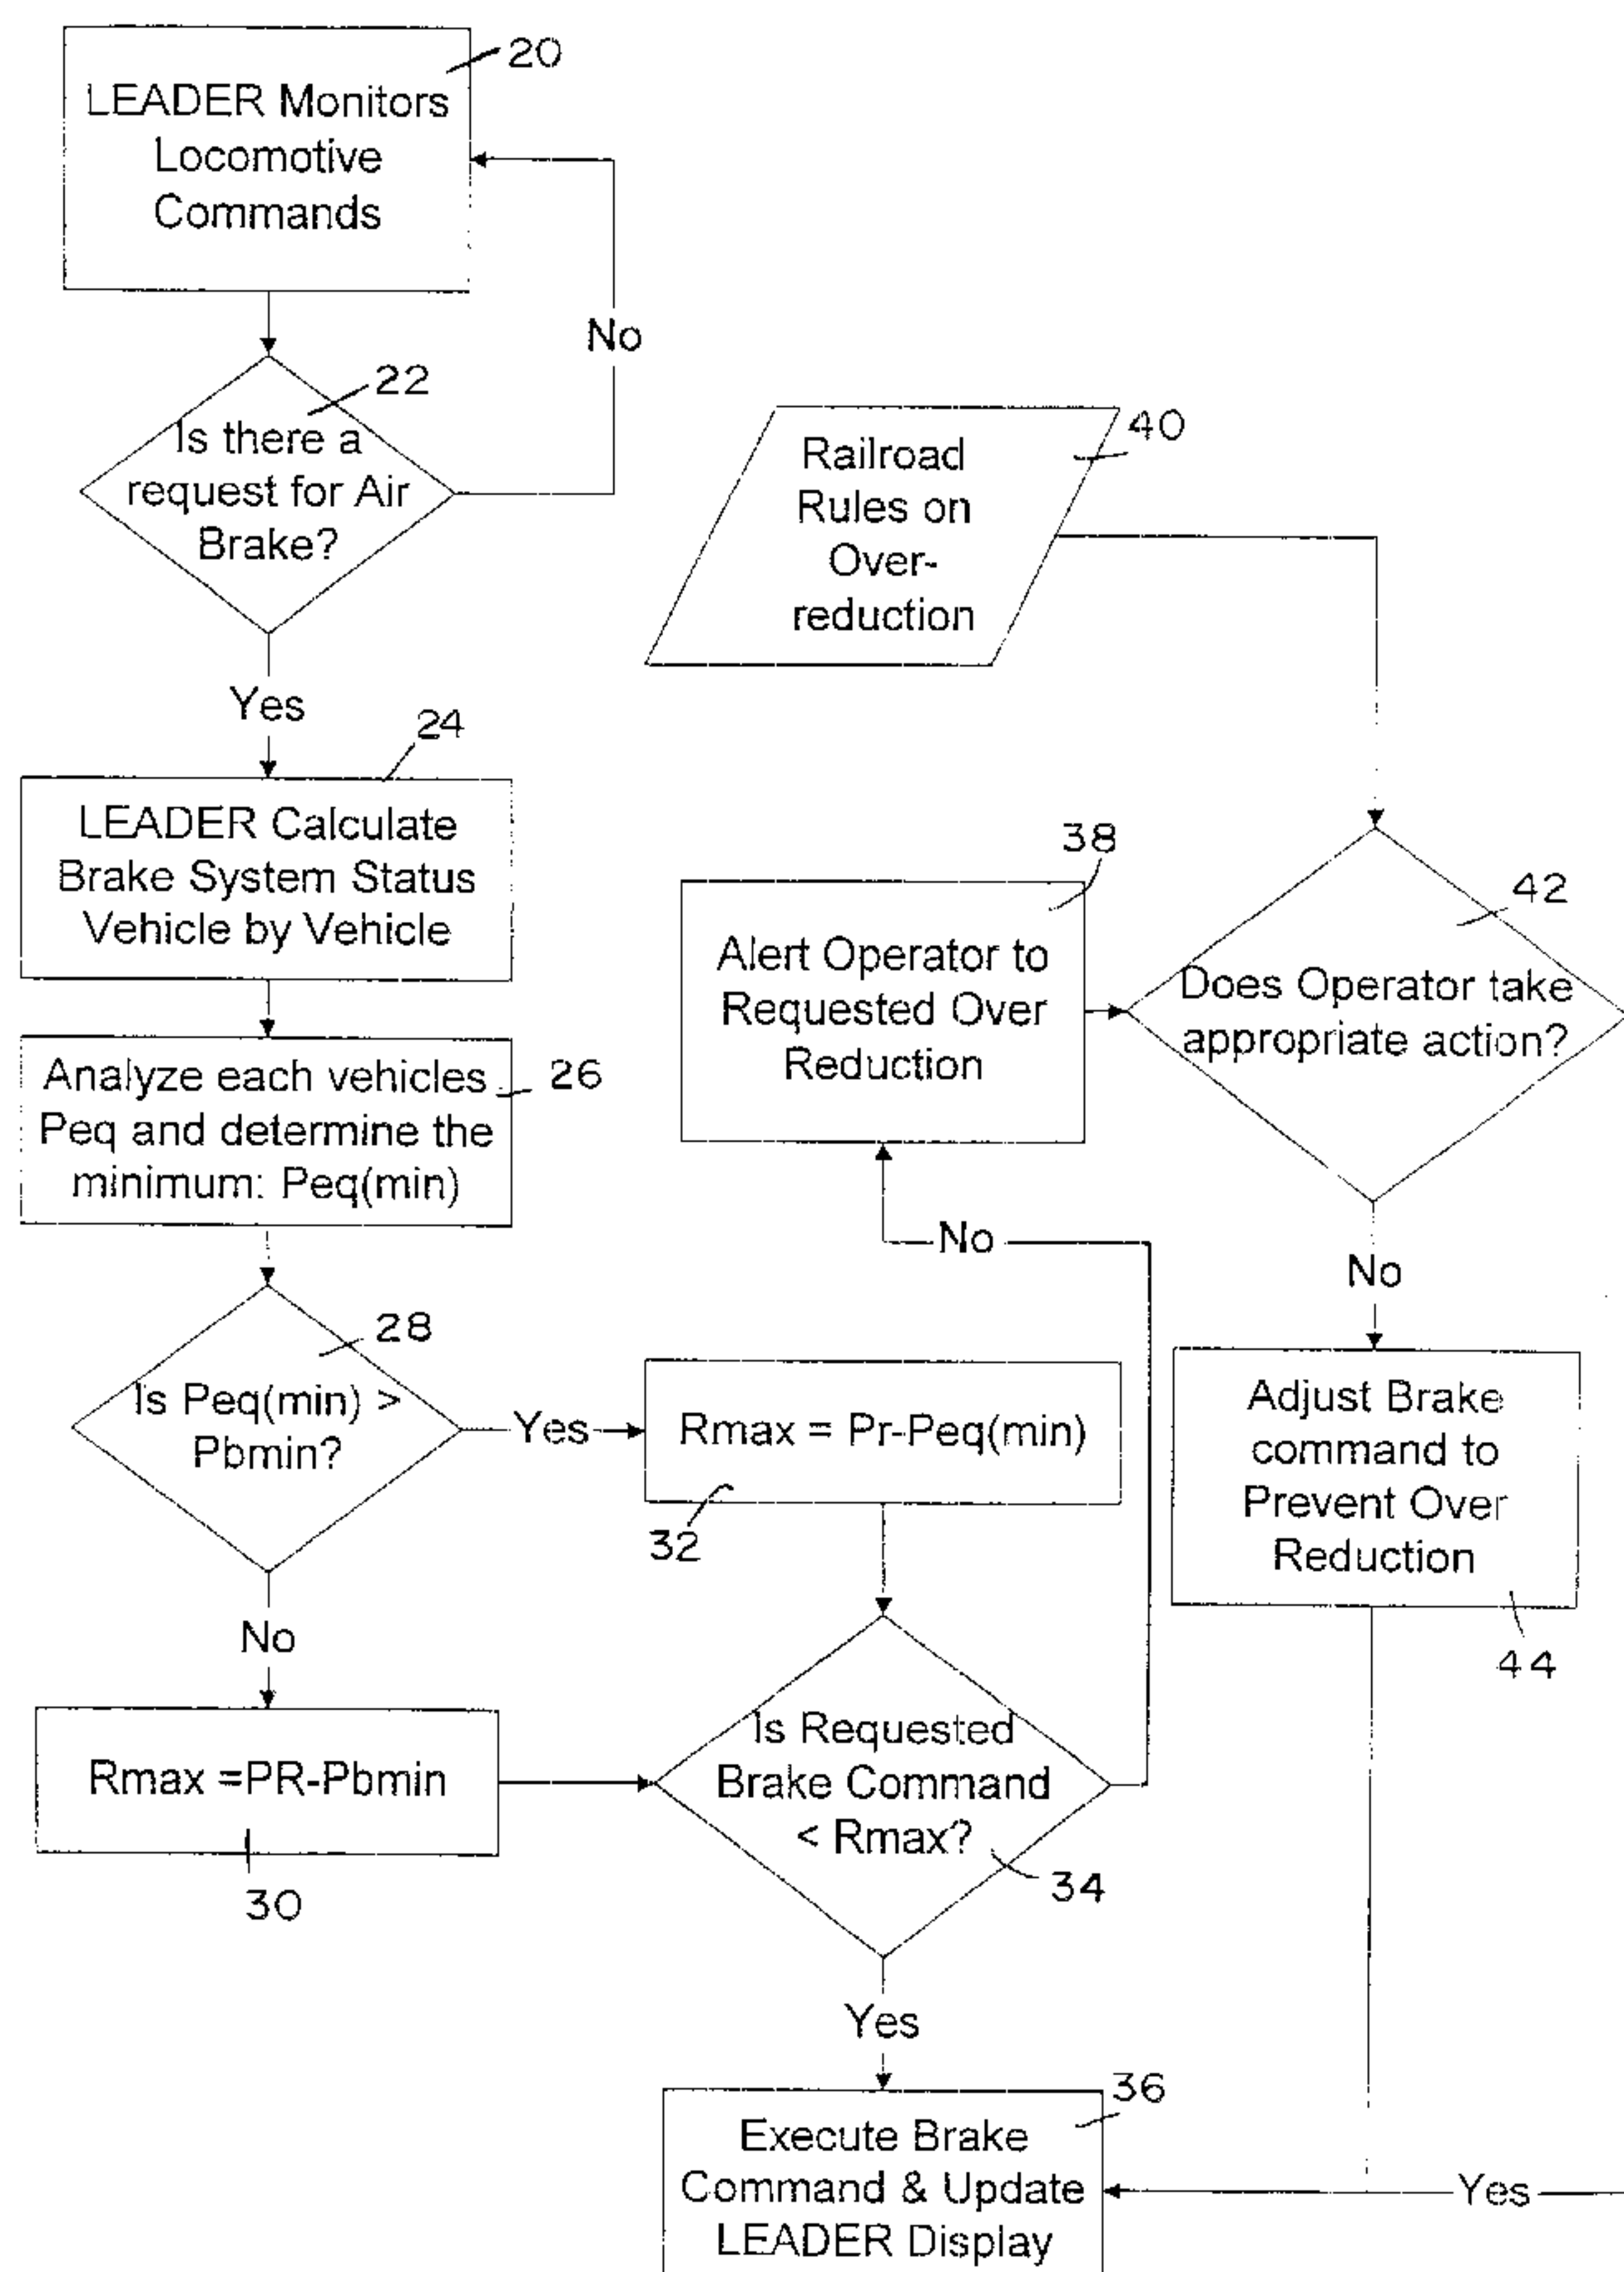 20
LEADER Monitors
Locomotive
Commands
No
22
Is there a
request for Air
Brake?
Yes
40
Railroad
Rules on
Over-
reduction
24
LEADER Calculate
Brake System Status
Vehicle by Vehicle
38
Alert Operator to
Requested Over
Reduction
42
Does Operator take
appropriate action?
26
Analyze each vehicles
Peq and determine the
minimum: Peq(min)
No
No
28
Is Peq(min) >
Pbmin?
Yes
Rmax = Pr-Peq(min)
32
Adjust Brake
command to
Prevent Over
Reduction
44
No
Rmax =PR-Pbmin
30
Is Requested
Brake Command
< Rmax?
34
Yes
36
Execute Brake
Command & Update
LEADER Display
Yes